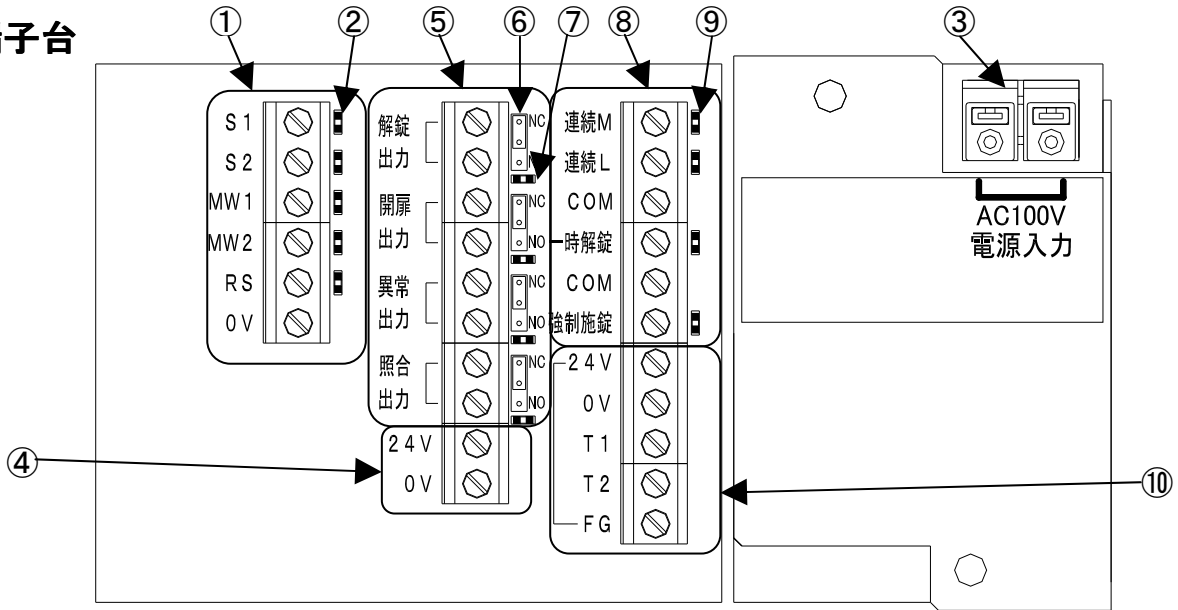 子台
① ② ⑤ ⑥ ⑦ ⑧ ⑨ ③
S1
S2
MW1
MW2
RS
0V
解錠
出力
開扉
出力
異常
出力
照合
出力
24V
0V
NC
NC
NO
NC
NO
NC
NO
連続M
連続L
COM
時解錠
COM
強制施錠
24V
0V
T1
T2
FG
AC100V
電源入力
④
⑩